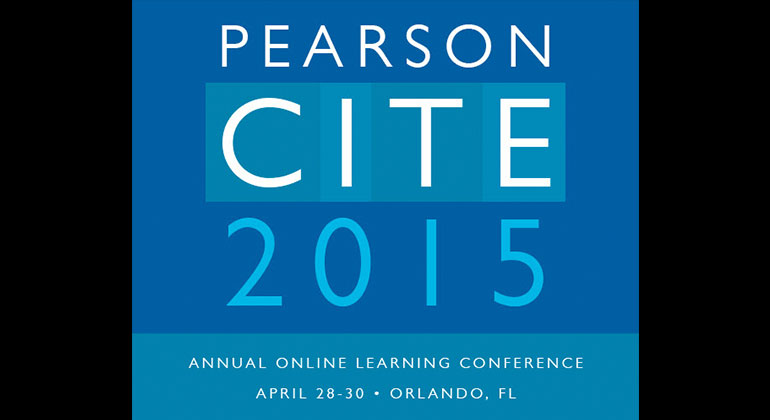 PEARSON
CITE
2015
ANNUAL ONLINE LEARNING CONFERENCE
APRIL 28-30 • ORLANDO, FL